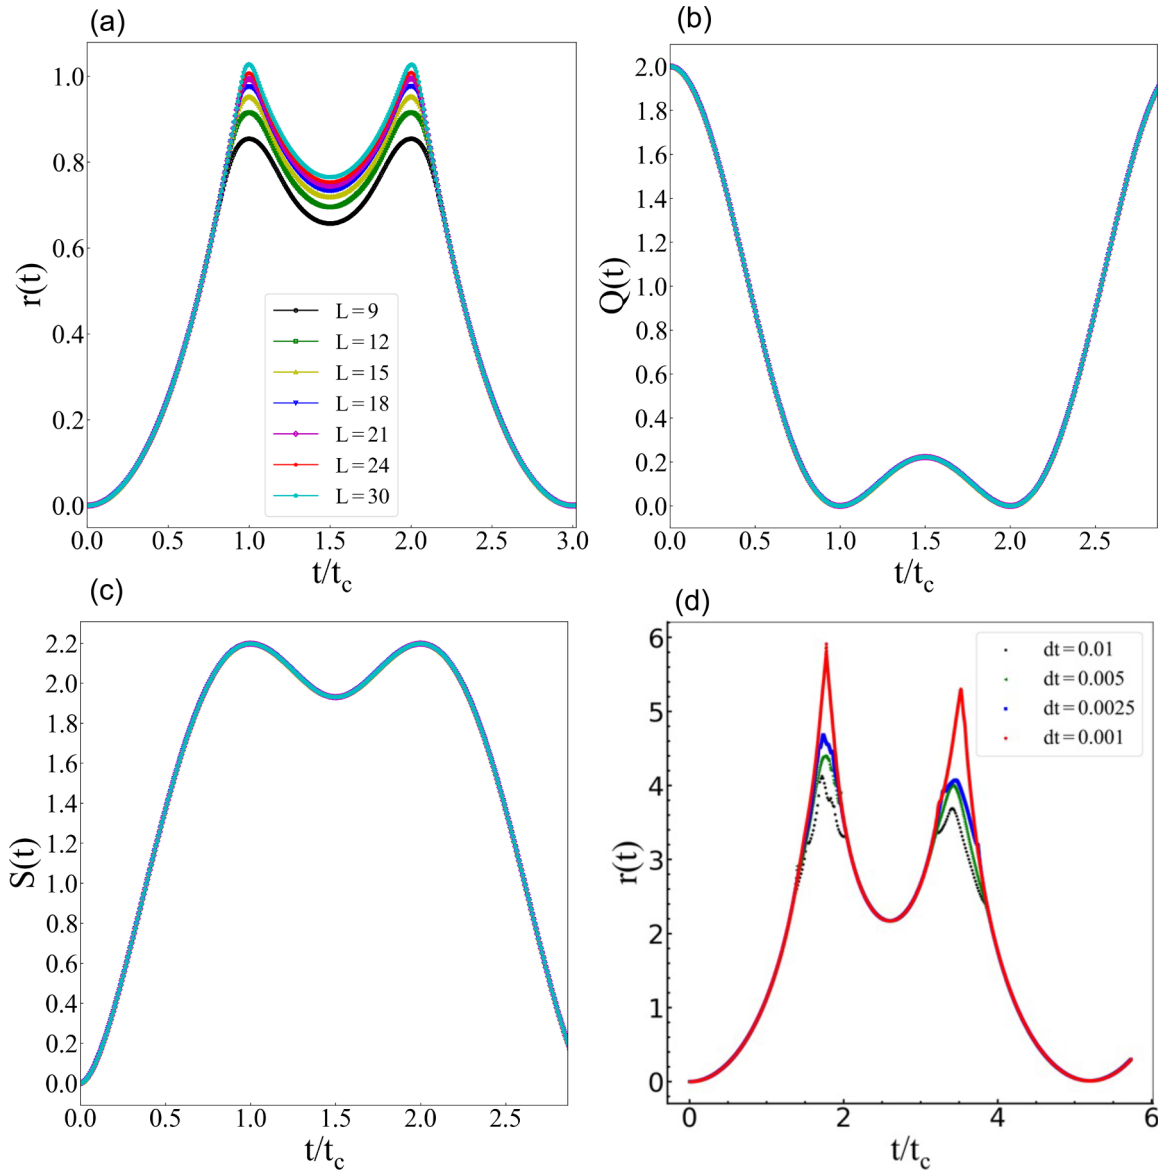 (a)
r(t)
1.0
0.8
0.6
0.4
0.2
0.0
L = 9
L = 12
L = 15
L = 18
L = 21
L = 24
L = 30
0.0 0.5 1.0 1.5 2.0 2.5 3.0
t/t_c
(b)
Q(t)
2.0
1.8
1.6
1.4
1.2
1.0
0.8
0.6
0.4
0.2
0.0
0.0 0.5 1.0 1.5 2.0 2.5
t/t_c
(c)
S(t)
2.2
2.0
1.8
1.6
1.4
1.2
1.0
0.8
0.6
0.4
0.2
0.0
0.0 0.5 1.0 1.5 2.0 2.5
t/t_c
(d)
r(t)
6
5
4
3
2
1
0
dt = 0.01
dt = 0.005
dt = 0.0025
dt = 0.001
0 2 4 6
t/t_c